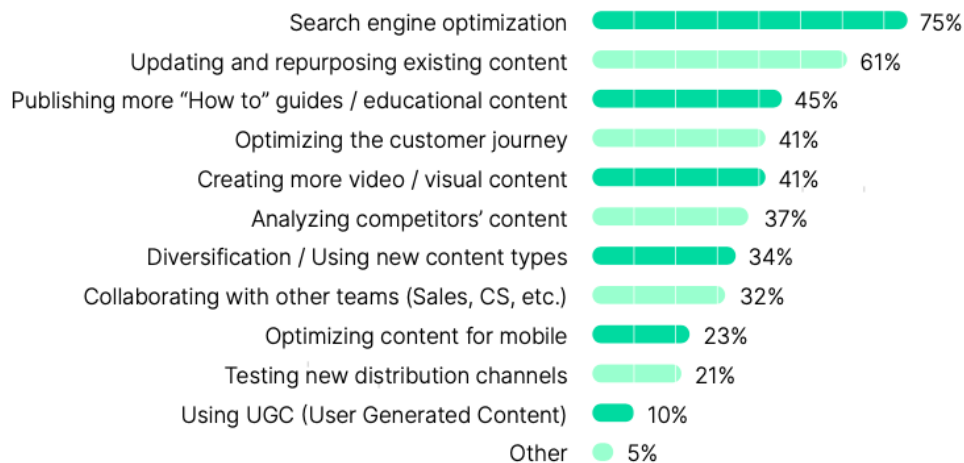 Search engine optimization 75%
Updating and repurposing existing content 61%
Publishing more “How to” guides / educational content 45%
Optimizing the customer journey 41%
Creating more video / visual content 41%
Analyzing competitors’ content 37%
Diversification / Using new content types 34%
Collaborating with other teams (Sales, CS, etc.) 32%
Optimizing content for mobile 23%
Testing new distribution channels 21%
Using UGC (User Generated Content) 10%
Other 5%